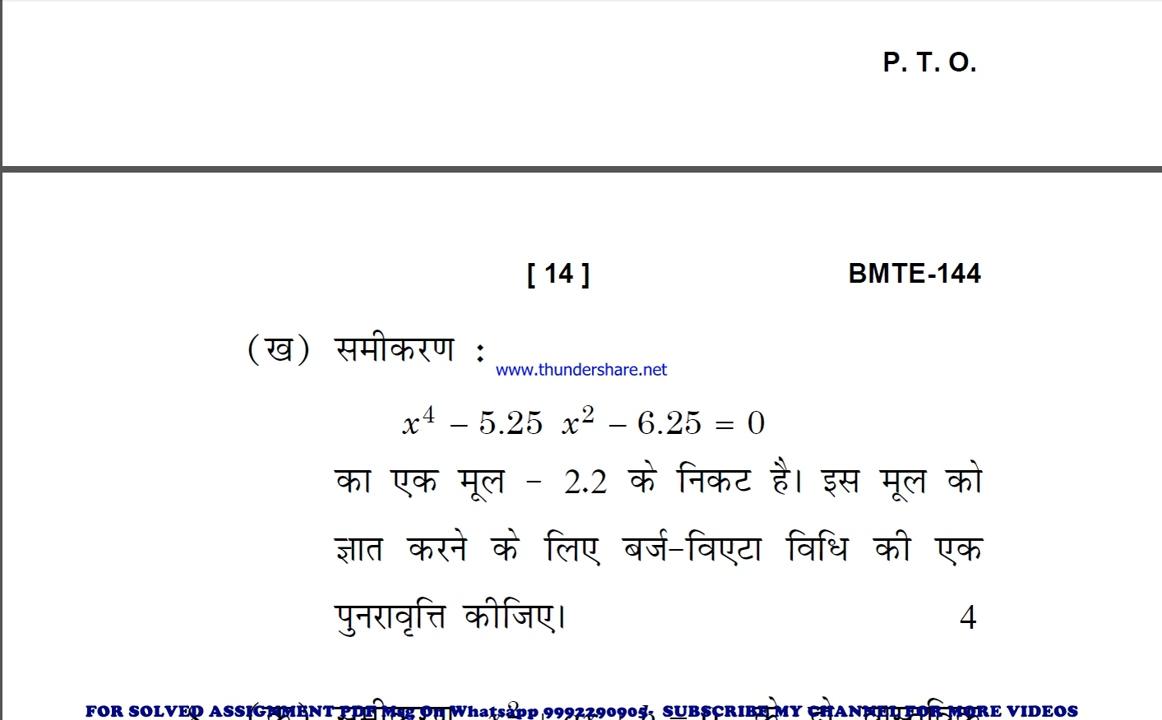 P. T. O.
[ 14 ] BMTE-144
(ख) समीकरण :
www.thundershare.net
x⁴ – 5.25 x² – 6.25 = 0
का एक मूल – 2.2 के निकट है। इस मूल को
ज्ञात करने के लिए बर्ज-विएटा विधि की एक
पुनरावृत्ति कीजिए। 4
FOR SOLVED ASSIGNMENT PDF Msg On Whatsapp 9992290905, SUBSCRIBE MY CHANNEL FOR MORE VIDEOS